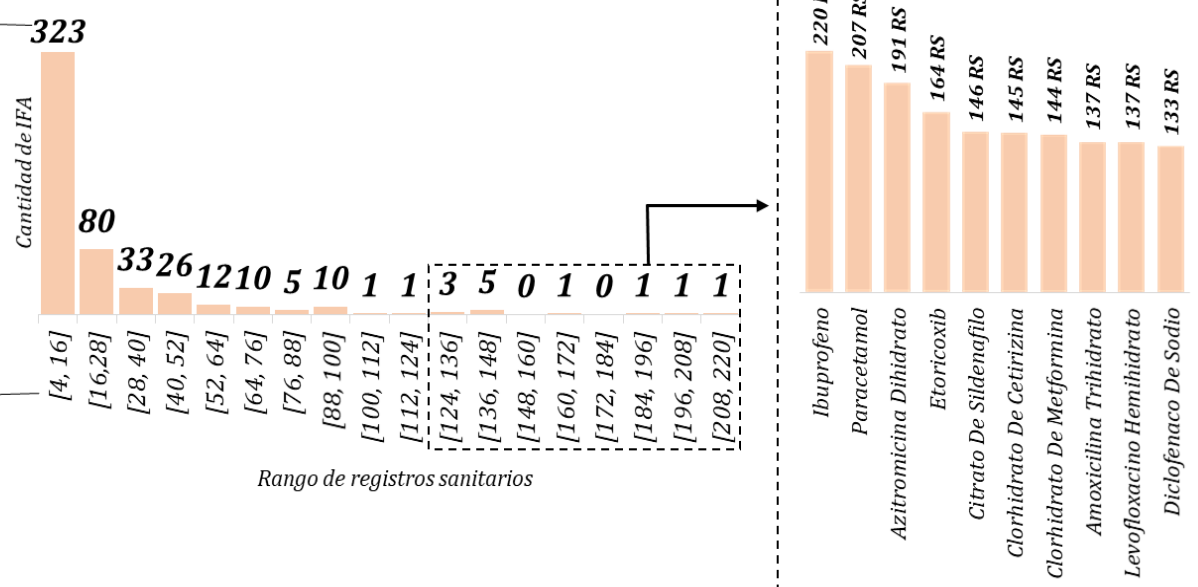 323
80
33
26
12
10
5
10
1
1
3
5
0
1
0
1
1
1
Cantidad de IFA
[4, 16]
[16,28]
[28, 40]
[40, 52]
[52, 64]
[64, 76]
[76, 88]
[88, 100]
[100, 112]
[112, 124]
[124, 136]
[136, 148]
[148, 160]
[160, 172]
[172, 184]
[184, 196]
[196, 208]
[208, 220]
Rango de registros sanitarios
220
207 RS
191 RS
164 RS
146 RS
145 RS
144 RS
137 RS
137 RS
133 RS
Ibuprofeno
Paracetamol
Azitromicina Dihidrato
Etoricoxib
Citrato De Sildenafilo
Clorhidrato De Cetirizina
Clorhidrato De Metformina
Amoxicilina Trihidrato
Levofloxacino Hemihidrato
Diclofenaco De Sodio